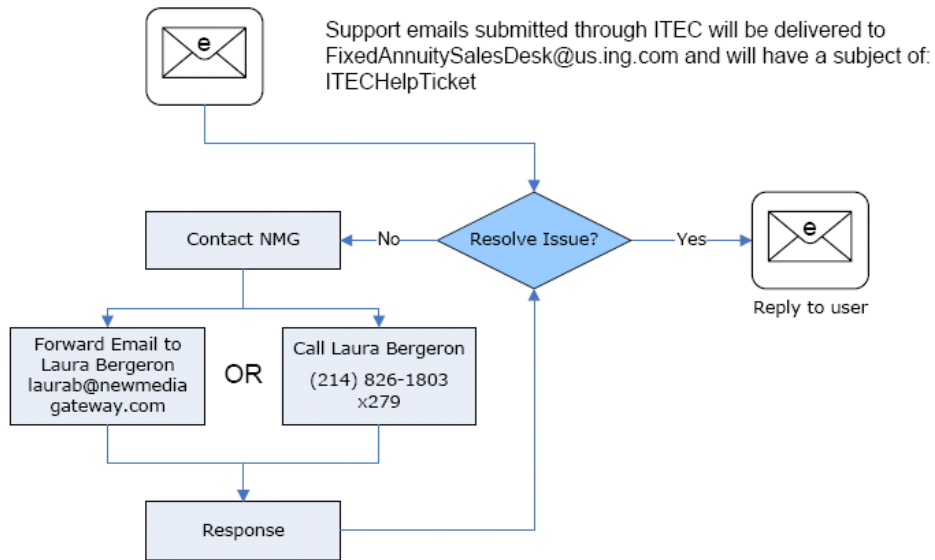 e
Support emails submitted through ITEC will be delivered to
FixedAnnuitySalesDesk@us.ing.com and will have a subject of:
ITECHelpTicket
Contact NMG
No
Resolve Issue?
Yes
e
Reply to user
Forward Email to
Laura Bergeron
laurab@newmedia
gateway.com
OR
Call Laura Bergeron
(214) 826-1803
x279
Response